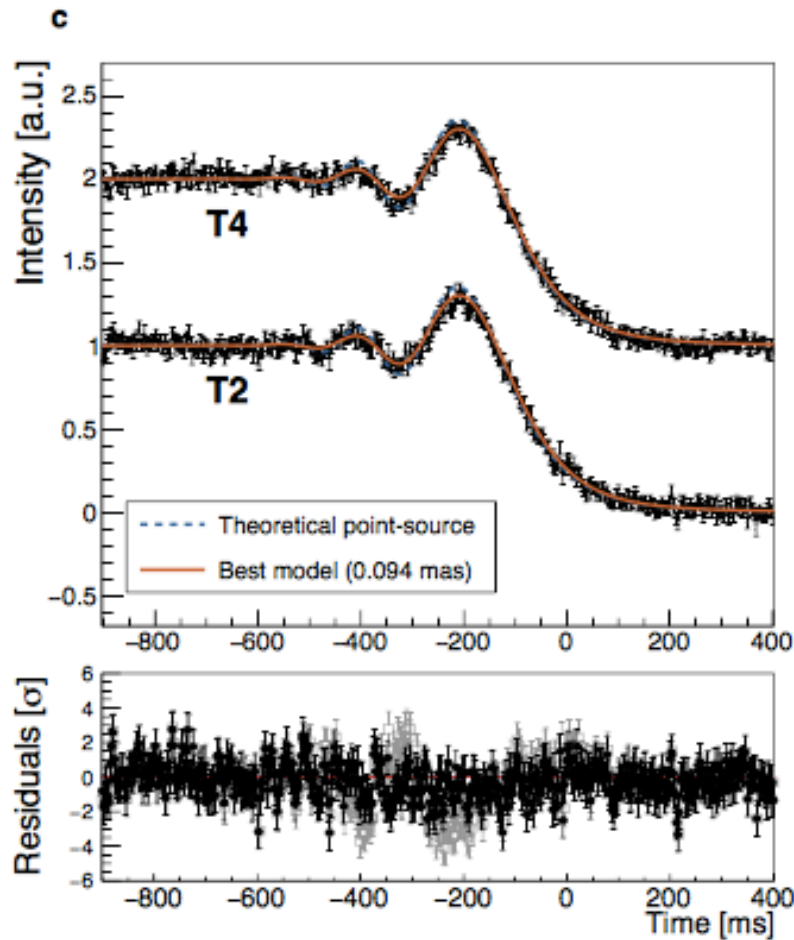 c
Intensity [a.u.]
2.5
2
T4
1.5
1
T2
0.5
0
Theoretical point-source
Best model (0.094 mas)
−0.5
−800 −600 −400 −200 0 200 400
Residuals [σ]
6
4
2
0
−2
−4
−6
−800 −600 −400 −200 0 200 400
Time [ms]